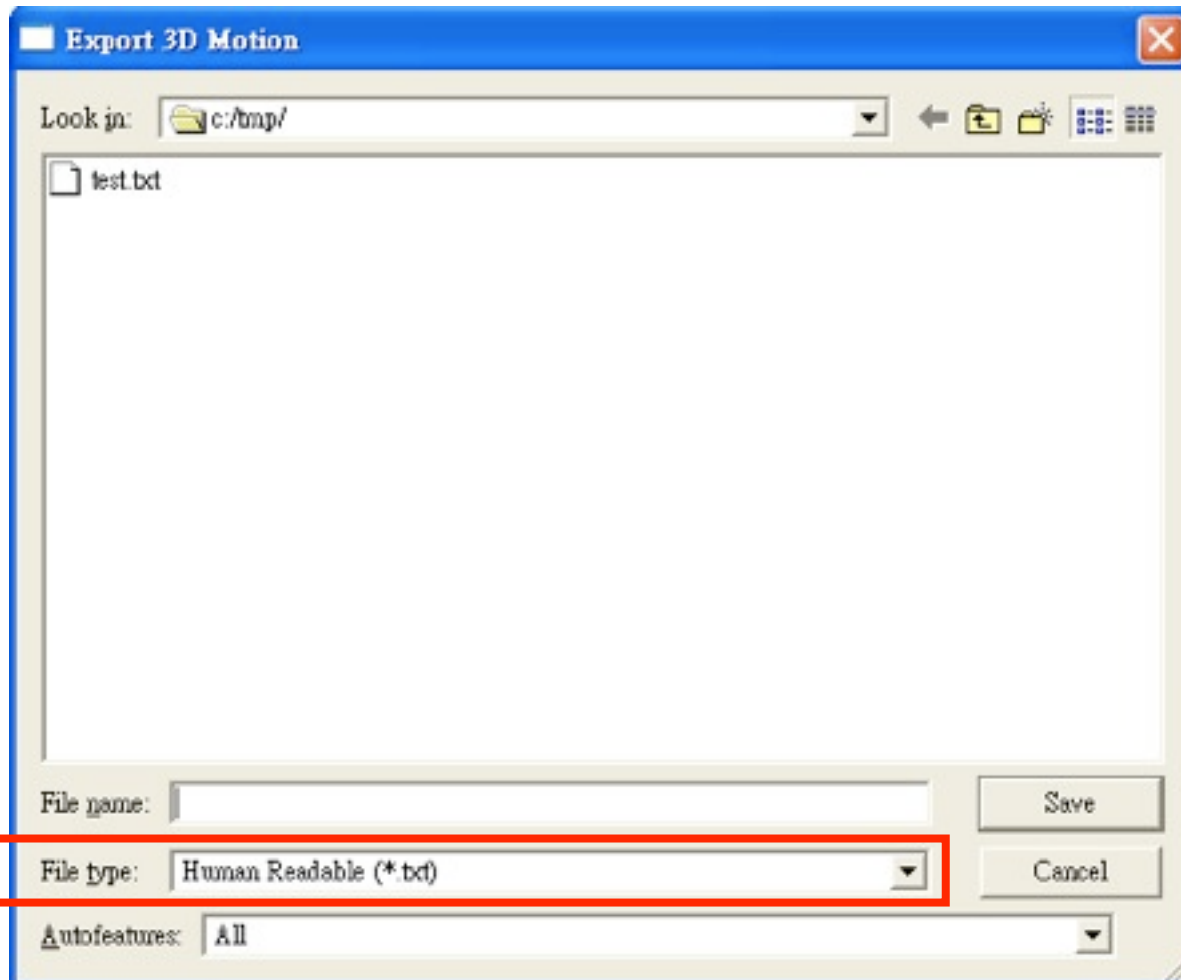 Export 3D Motion
Look in: c:/tmp/
test.txt
File name:
Save
File type: Human Readable (*.txt)
Cancel
Autofeatures: All